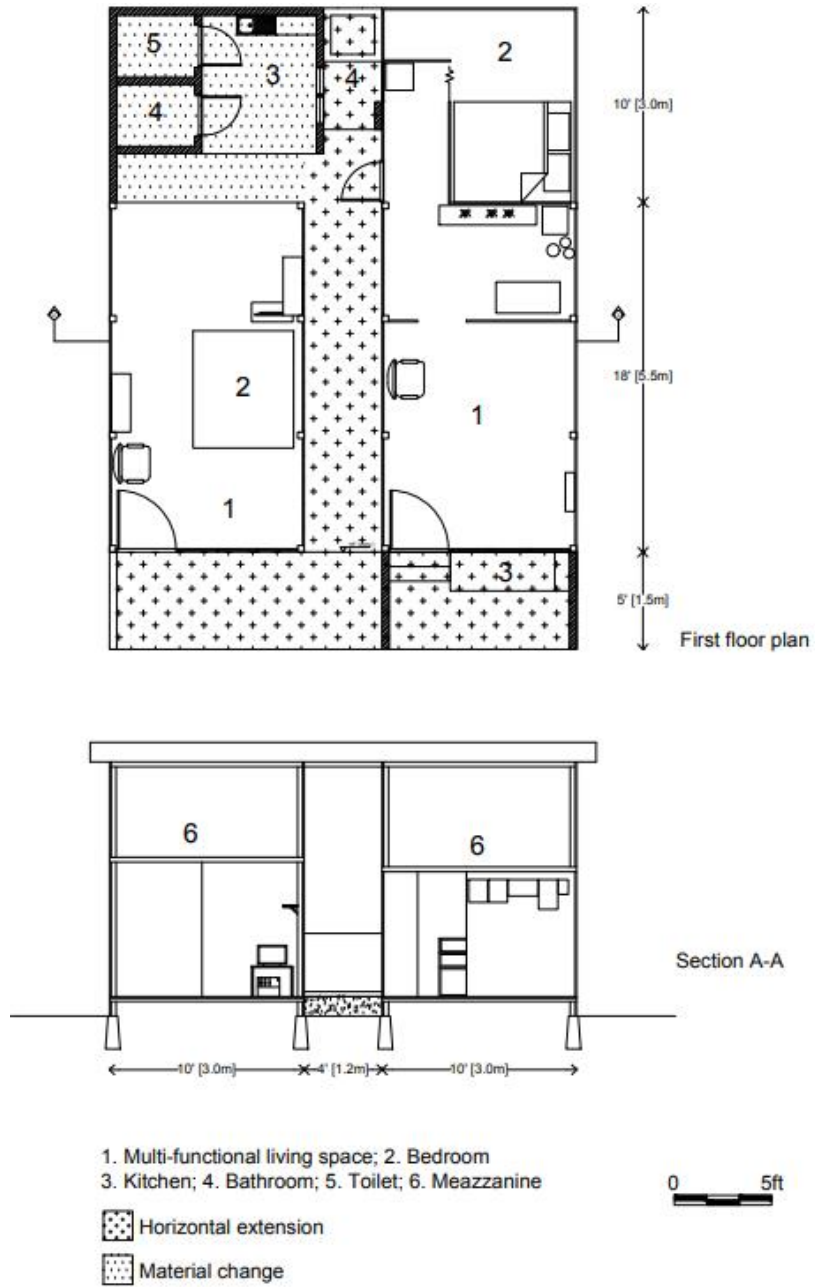 5
3
4
4
2
10' [3.0m]
2
1
1
18' [5.5m]
3
5' [1.5m]
First floor plan
6
6
Section A-A
10' [3.0m]
4' [1.2m]
10' [3.0m]
1. Multi-functional living space; 2. Bedroom
3. Kitchen; 4. Bathroom; 5. Toilet; 6. Meazzanine
0 5ft
Horizontal extension
Material change